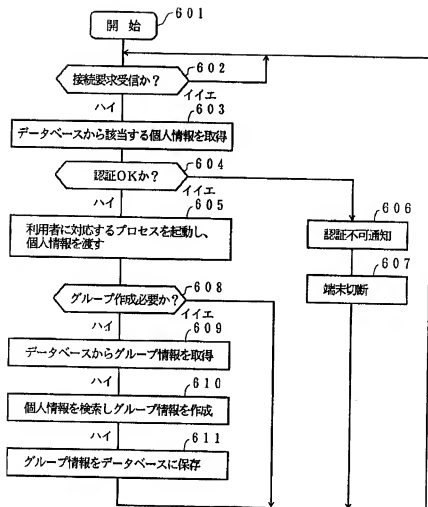 601
開始
602
接続要求受信か?
イイエ
ハイ
603
データベースから該当する個人情報を取得
604
認証OKか?
イイエ
ハイ
605
利用者に対応するプロセスを起動し、
個人情報を渡す
606
認証不可通知
607
端末切断
608
グループ作成必要か?
イイエ
ハイ
609
データベースからグループ情報を取得
ハイ
610
個人情報を検索しグループ情報を作成
ハイ
611
グループ情報をデータベースに保存